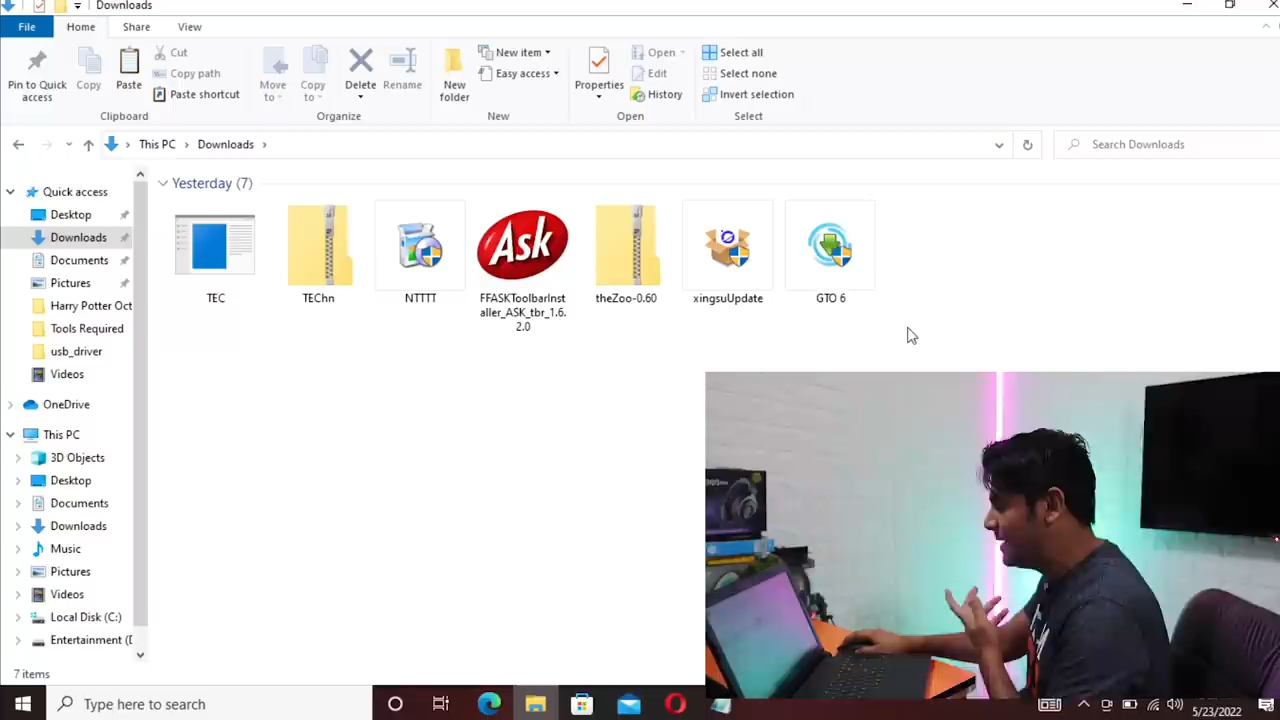 Downloads
File Home Share View
Pin to Quick access
Copy
Paste
Cut
Copy path
Paste shortcut
Clipboard
Move to
Copy to
Delete
Rename
Organize
New folder
New item
Easy access
New
Properties
Open
Edit
History
Open
Select all
Select none
Invert selection
Select
This PC Downloads
Search Downloads
Quick access
Desktop
Downloads
Documents
Pictures
Harry Potter Oct
Tools Required
usb_driver
Videos
OneDrive
This PC
3D Objects
Desktop
Documents
Downloads
Music
Pictures
Videos
Local Disk (C:)
Entertainment (D
7 items
Yesterday (7)
TEC
TEChn
NTTTT
Ask
FFASKToolbarInst
aller_ASK_tbr_1.6.
2.0
theZoo-0.60
xingsuUpdate
GTO 6
Type here to search
5/23/2022